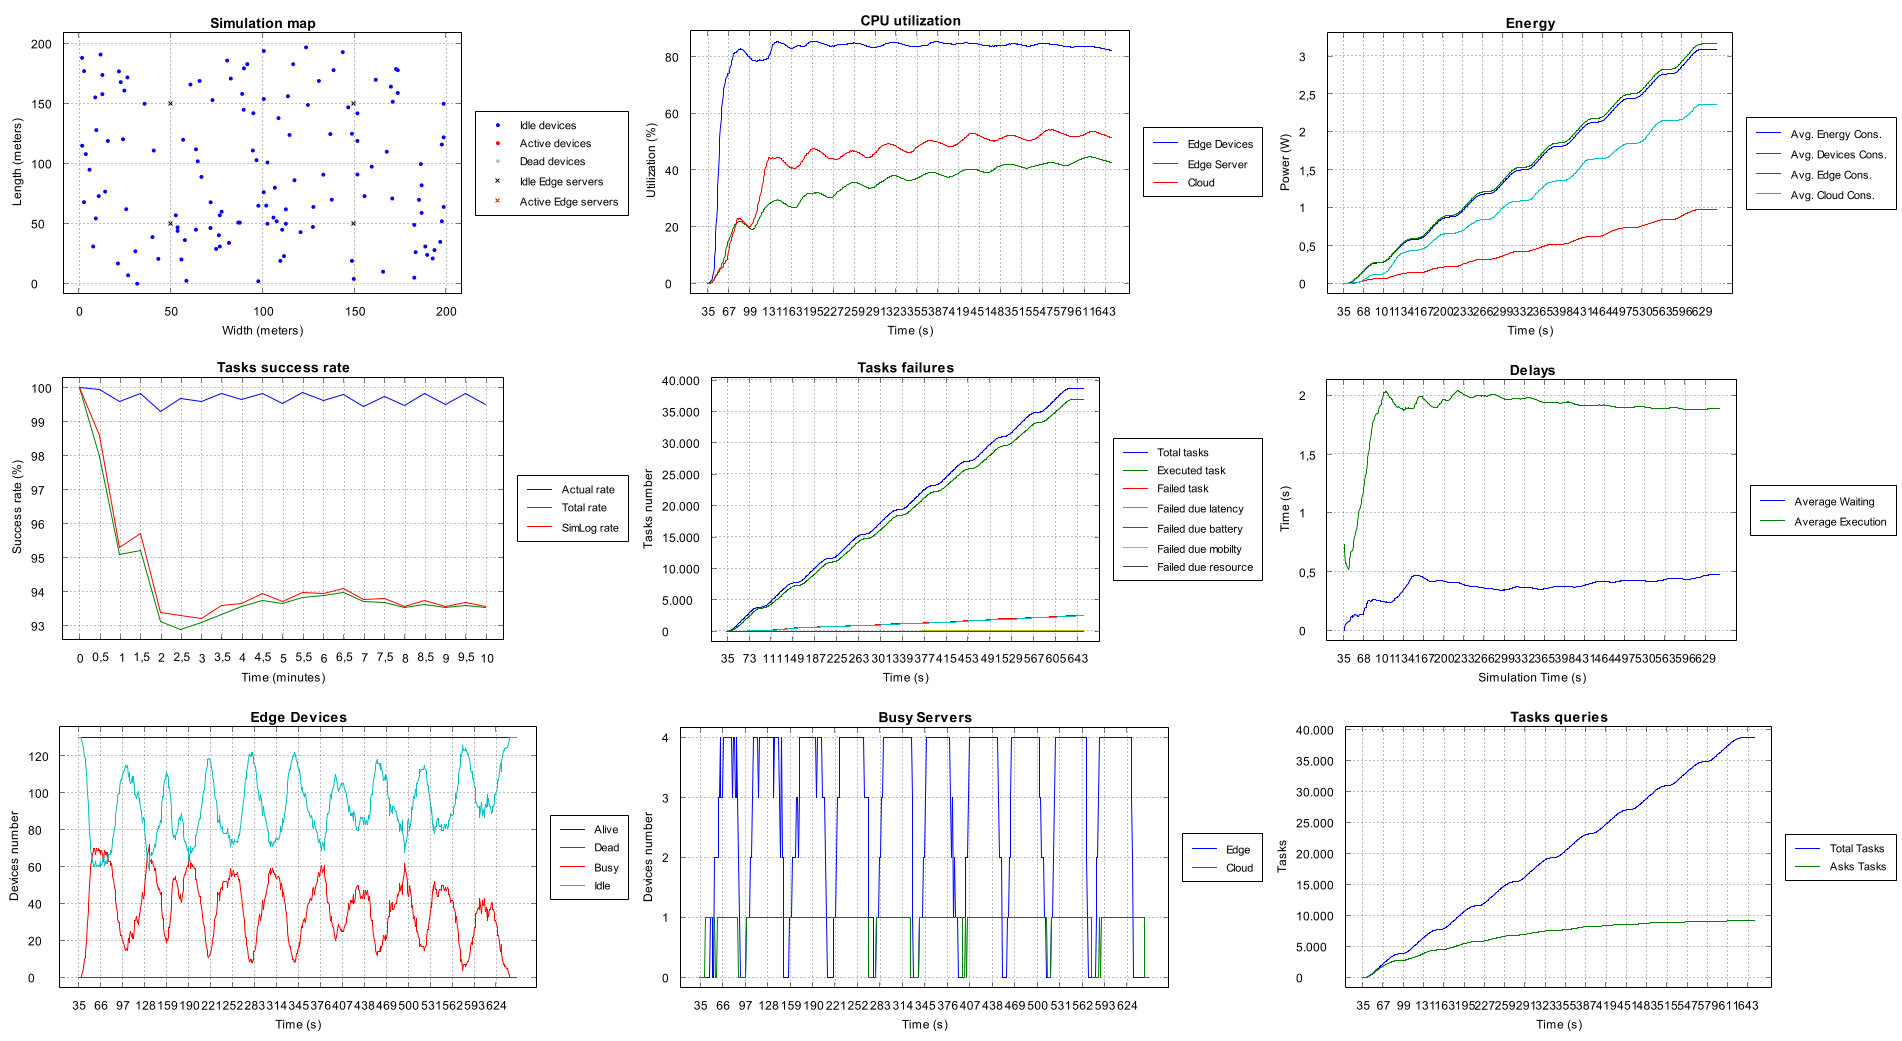 Simulation map
Length (meters)
200
150
100
50
0
0 50 100 150 200
Width (meters)
Idle devices
Active devices
Dead devices
Idle Edge servers
Active Edge servers
CPU utilization
Utilization (%)
80
60
40
20
0
35 67 99 131163195227259291323355387419451483515547579611643
Time (s)
Edge Devices
Edge Server
Cloud
Energy
Power (W)
3
2,5
2
1,5
1
0,5
0
35 68 101134167200233266299332365398431464497530563596629
Time (s)
Avg. Energy Cons.
Avg. Devices Cons.
Avg. Edge Cons.
Avg. Cloud Cons.
Tasks success rate
Success rate (%)
100
99
98
97
96
95
94
93
0 0,5 1 1,5 2 2,5 3 3,5 4 4,5 5 5,5 6 6,5 7 7,5 8 8,5 9 9,5 10
Time (minutes)
Actual rate
Total rate
SimLog rate
Tasks failures
Tasks number
40.000
35.000
30.000
25.000
20.000
15.000
10.000
5.000
0
35 73 111149187225263301339377415453491529567605643
Time (s)
Total tasks
Executed task
Failed task
Failed due latency
Failed due battery
Failed due mobilty
Failed due resource
Delays
Time (s)
2
1,5
1
0,5
0
35 68 101134167200233266299332365398431464497530563596629
Simulation Time (s)
Average Waiting
Average Execution
Edge Devices
Devices number
120
100
80
60
40
20
0
35 66 97 128159190221252283314345376407438469500531562593624
Time (s)
Alive
Dead
Busy
Idle
Busy Servers
Devices number
4
3
2
1
0
35 66 97 128159190221252283314345376407438469500531562593624
Time (s)
Edge
Cloud
Tasks queries
Tasks
40.000
35.000
30.000
25.000
20.000
15.000
10.000
5.000
0
35 67 99 131163195227259291323355387419451483515547579611643
Time (s)
Total Tasks
Asks Tasks